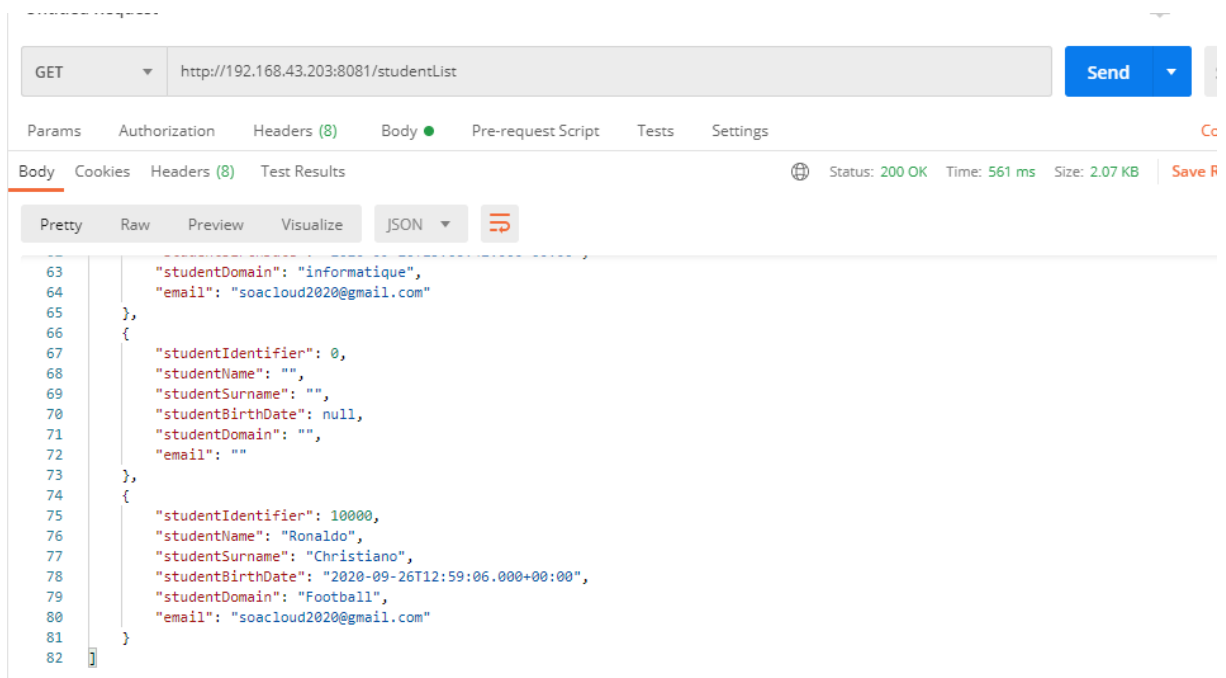 GET http://192.168.43.203:8081/studentList Send
Params Authorization Headers (8) Body Pre-request Script Tests Settings
Body Cookies Headers (8) Test Results Status: 200 OK Time: 561 ms Size: 2.07 KB Save R
Pretty Raw Preview Visualize JSON
63 "studentDomain": "informatique",
64 "email": "soacloud2020@gmail.com"
65 },
66 {
67 "studentIdentifier": 0,
68 "studentName": "",
69 "studentSurname": "",
70 "studentBirthDate": null,
71 "studentDomain": "",
72 "email": ""
73 },
74 {
75 "studentIdentifier": 10000,
76 "studentName": "Ronaldo",
77 "studentSurname": "Christiano",
78 "studentBirthDate": "2020-09-26T12:59:06.000+00:00",
79 "studentDomain": "Football",
80 "email": "soacloud2020@gmail.com"
81 }
82 ]